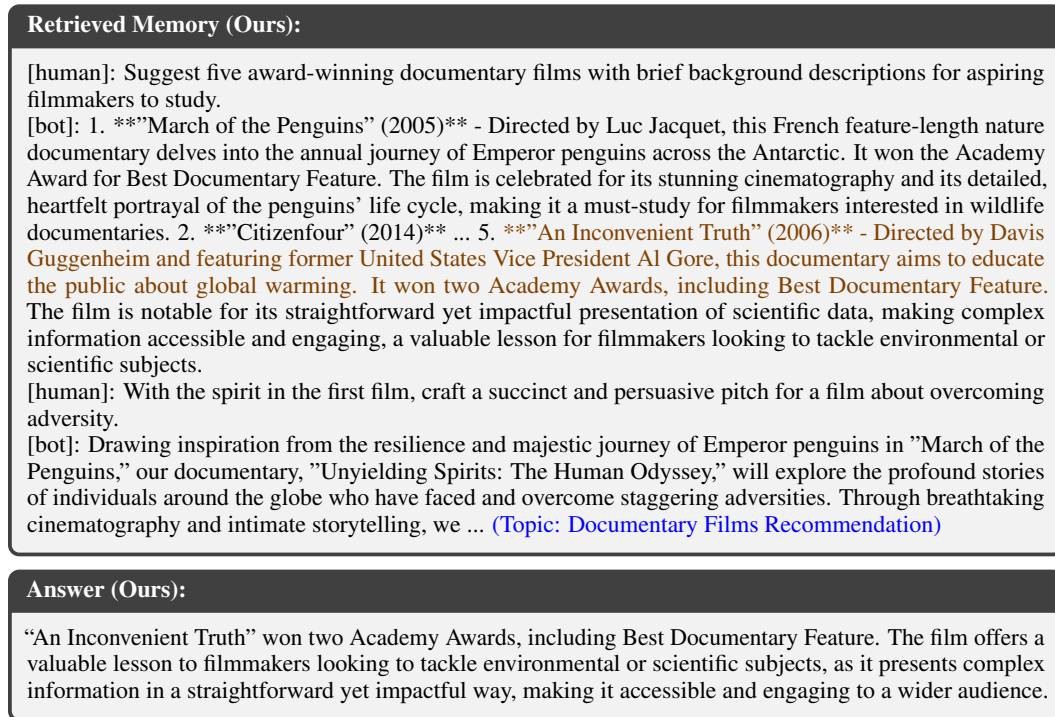 Retrieved Memory (Ours):
[human]: Suggest five award-winning documentary films with brief background descriptions for aspiring
filmmakers to study.
[bot]: 1. **”March of the Penguins” (2005)** - Directed by Luc Jacquet, this French feature-length nature
documentary delves into the annual journey of Emperor penguins across the Antarctic. It won the Academy
Award for Best Documentary Feature. The film is celebrated for its stunning cinematography and its detailed,
heartfelt portrayal of the penguins’ life cycle, making it a must-study for filmmakers interested in wildlife
documentaries. 2. **”Citizenfour” (2014)** ... 5. **”An Inconvenient Truth” (2006)** - Directed by Davis
Guggenheim and featuring former United States Vice President Al Gore, this documentary aims to educate
the public about global warming. It won two Academy Awards, including Best Documentary Feature.
The film is notable for its straightforward yet impactful presentation of scientific data, making complex
information accessible and engaging, a valuable lesson for filmmakers looking to tackle environmental or
scientific subjects.
[human]: With the spirit in the first film, craft a succinct and persuasive pitch for a film about overcoming
adversity.
[bot]: Drawing inspiration from the resilience and majestic journey of Emperor penguins in ”March of the
Penguins,” our documentary, ”Unyielding Spirits: The Human Odyssey,” will explore the profound stories
of individuals around the globe who have faced and overcome staggering adversities. Through breathtaking
cinematography and intimate storytelling, we ... (Topic: Documentary Films Recommendation)
Answer (Ours):
“An Inconvenient Truth” won two Academy Awards, including Best Documentary Feature. The film offers a
valuable lesson to filmmakers looking to tackle environmental or scientific subjects, as it presents complex
information in a straightforward yet impactful way, making it accessible and engaging to a wider audience.